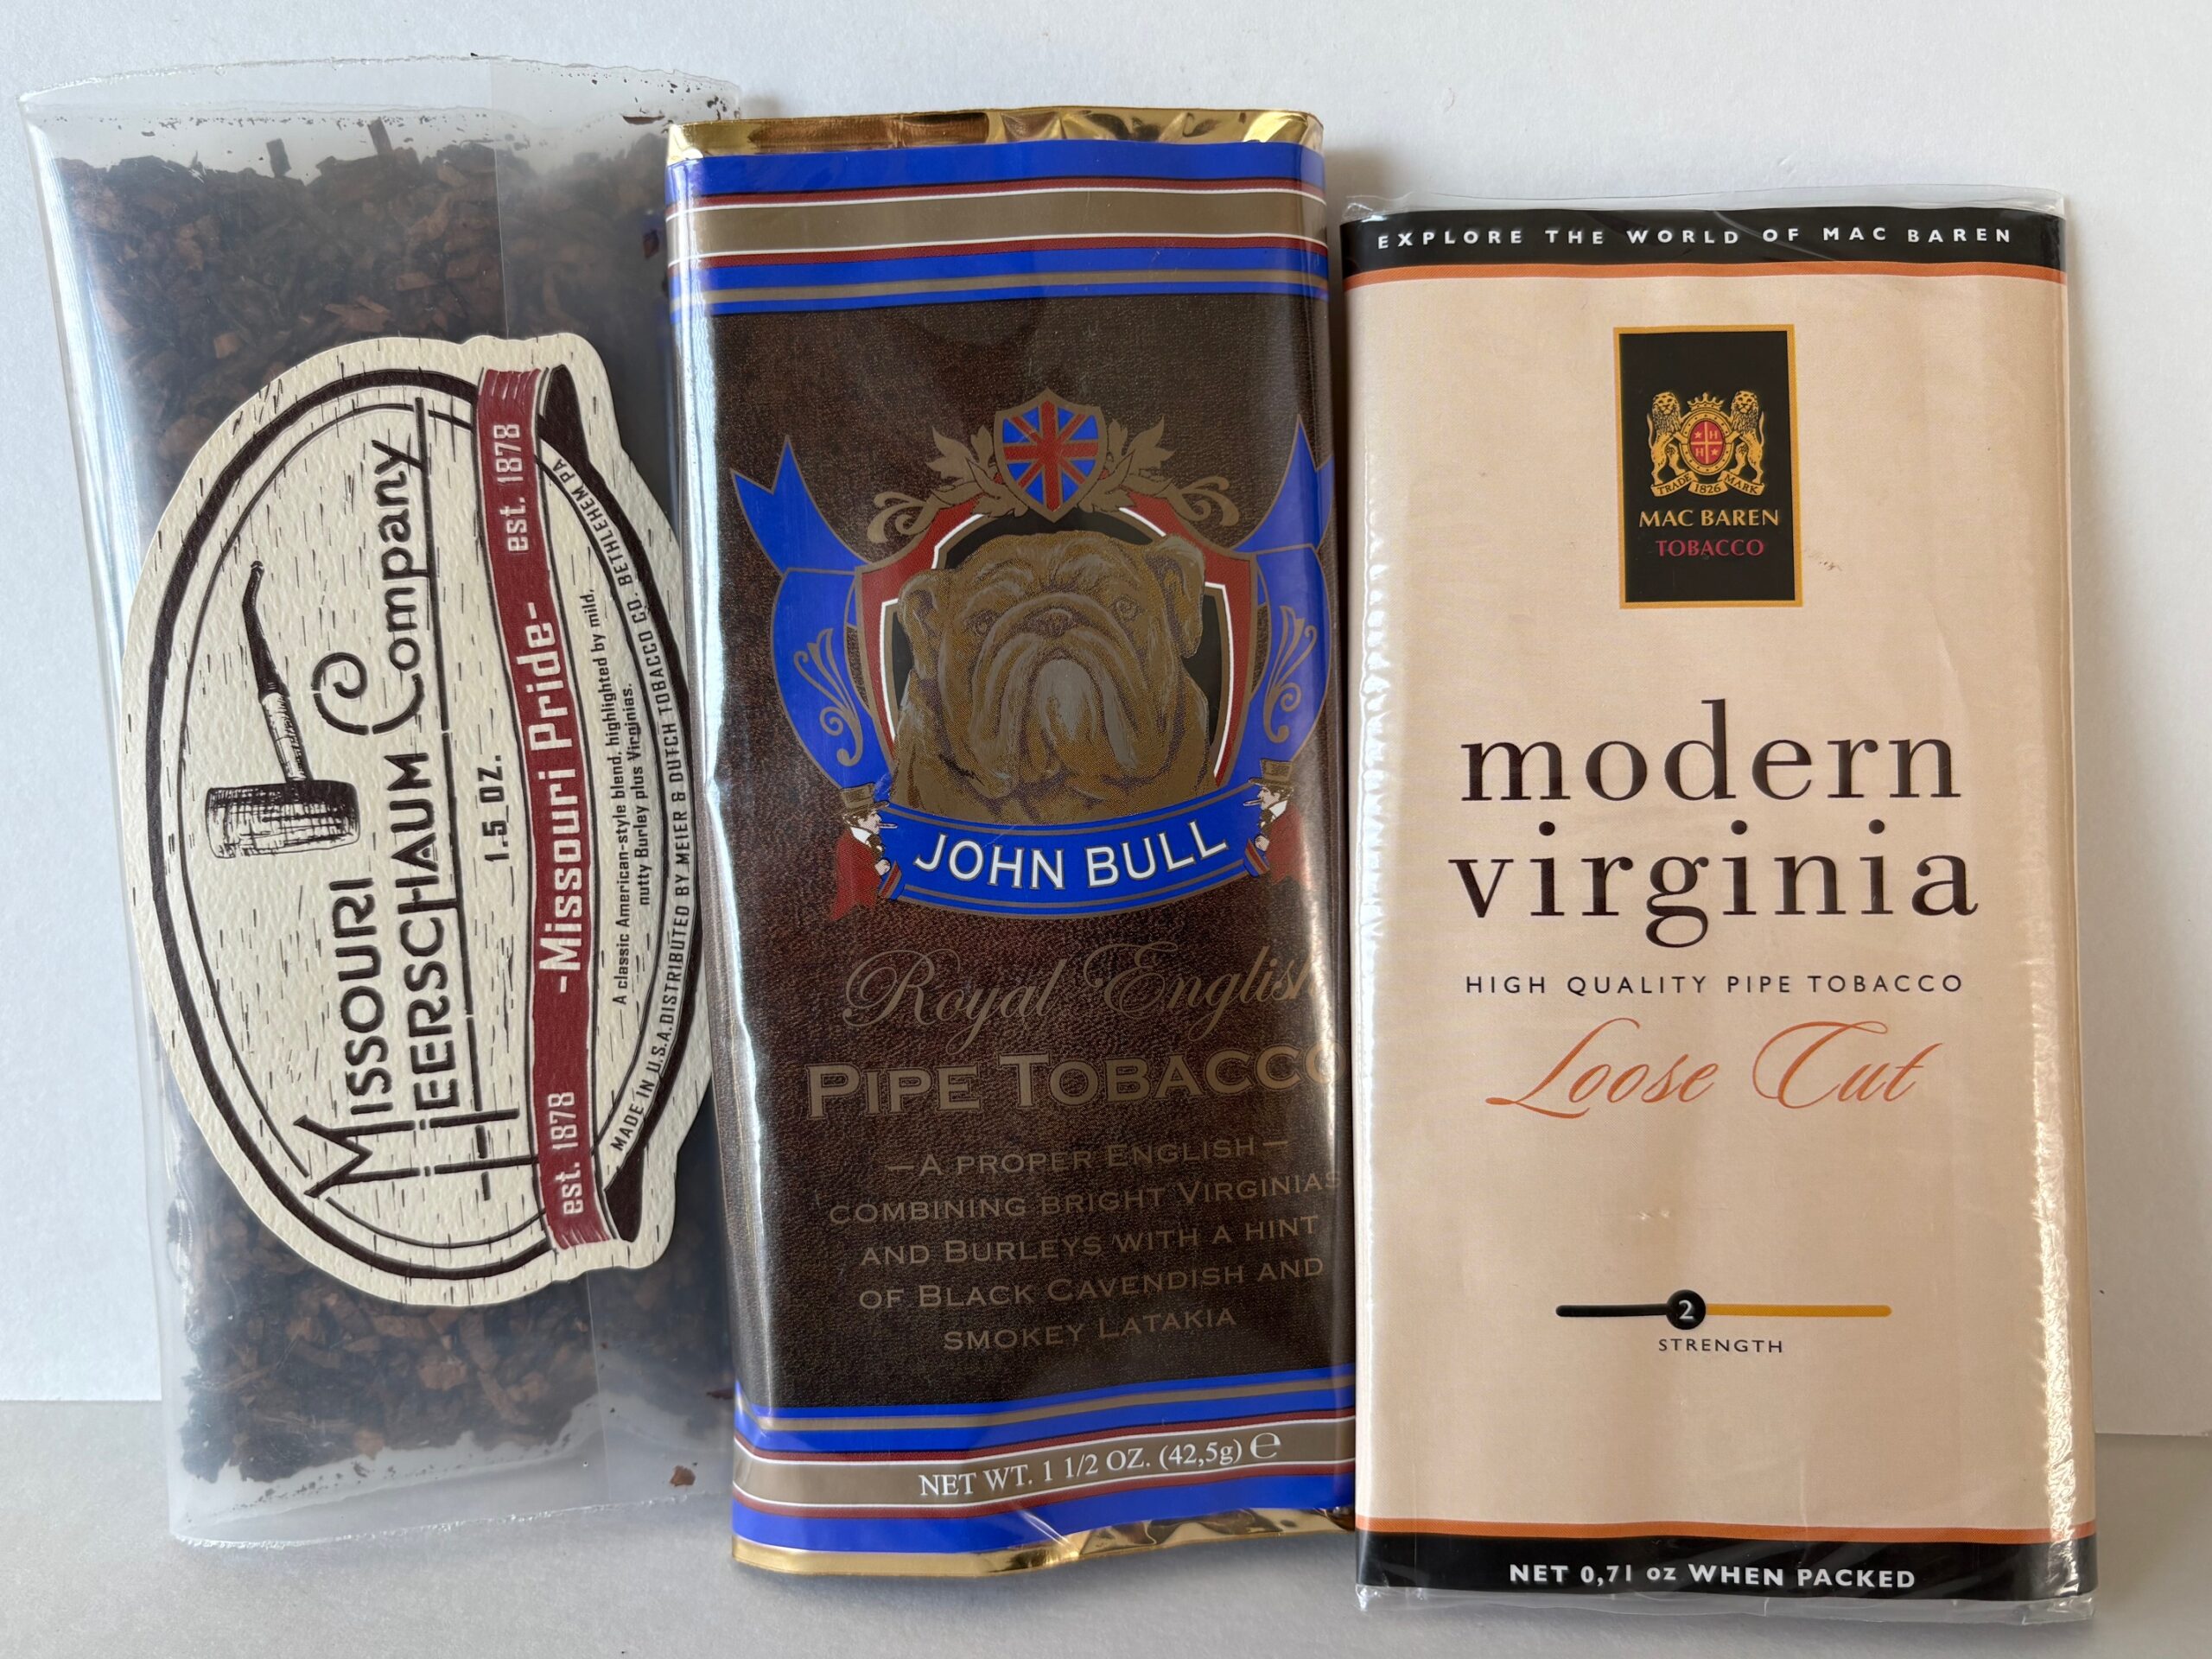 MISSOURI
MEERSCHAUM Company
1.5 OZ.
est. 1878 -Missouri Pride- est. 1878
A classic American-style blend, highlighted by mild,
nutty Burley plus Virginias.
MADE IN U.S.A. DISTRIBUTED BY MEIER & DUTCH TOBACCO CO. BETHLEHEM PA
JOHN BULL
Royal English
PIPE TOBACCO
—A PROPER ENGLISH—
COMBINING BRIGHT VIRGINIAS
AND BURLEYS WITH A HINT
OF BLACK CAVENDISH AND
SMOKEY LATAKIA
NET WT. 1 1/2 OZ. (42,5g) ℮
EXPLORE THE WORLD OF MAC BAREN
H
H
TRADE 1826 MARK
MAC BAREN
TOBACCO
modern
virginia
HIGH QUALITY PIPE TOBACCO
Loose Cut
2
STRENGTH
NET 0,71 oz WHEN PACKED